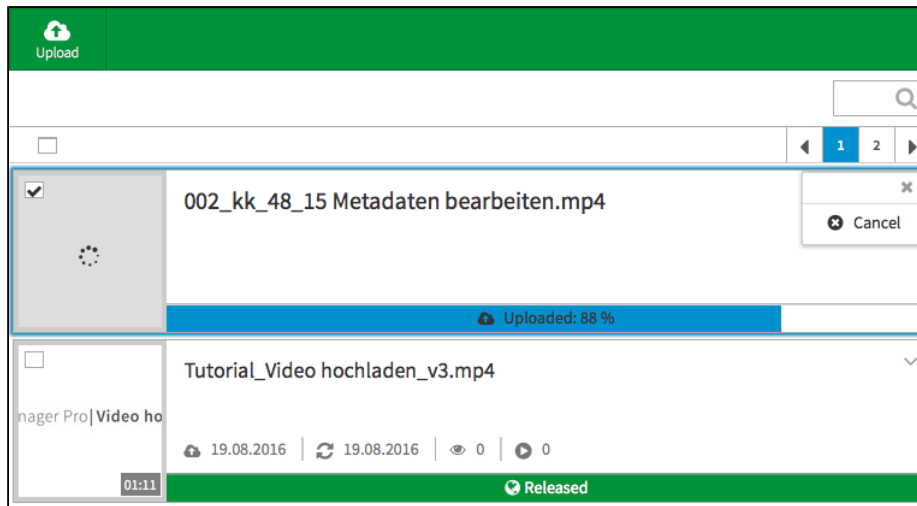 Upload
1 2
002_kk_48_15 Metadaten bearbeiten.mp4
Cancel
Uploaded: 88 %
Tutorial_Video hochladen_v3.mp4
nager Pro| Video ho
19.08.2016 19.08.2016 0 0
01:11
Released